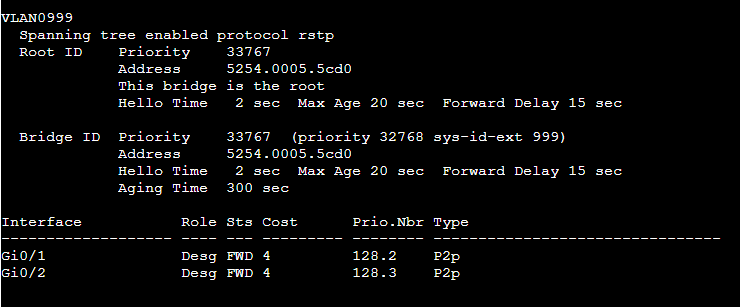 VLAN0999
  Spanning tree enabled protocol rstp
  Root ID    Priority    33767
             Address     5254.0005.5cd0
             This bridge is the root
             Hello Time   2 sec  Max Age 20 sec  Forward Delay 15 sec
  Bridge ID  Priority    33767  (priority 32768 sys-id-ext 999)
             Address     5254.0005.5cd0
             Hello Time   2 sec  Max Age 20 sec  Forward Delay 15 sec
             Aging Time  300 sec
Interface           Role Sts Cost      Prio.Nbr Type
------------------- ---- --- --------- -------- --------------------------------
Gi0/1               Desg FWD 4         128.2    P2p
Gi0/2               Desg FWD 4         128.3    P2p